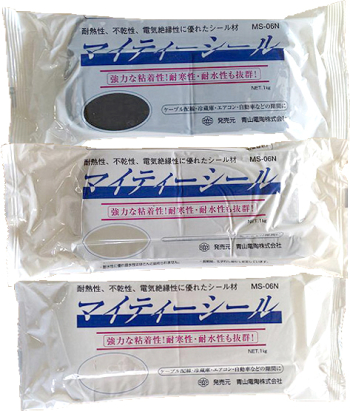 耐熱性、不乾性、電気絶縁性に優れたシール材 MS-06N
マイティーシール
強力な粘着性!耐寒性・耐水性も抜群!
NET.1kg
ケーブル配線・冷蔵庫・エアコン・自動車などの隙間に
発売元 青山電陶株式会社
耐熱性、不乾性、電気絶縁性に優れたシール材 MS-06N
マイティーシール
強力な粘着性!耐寒性・耐水性も抜群!
NET.1kg
発売元 青山電陶株式会社
耐熱性、不乾性、電気絶縁性に優れたシール材 MS-06N
マイティーシール
強力な粘着性!耐寒性・耐水性も抜群!
NET.1kg
ケーブル配線・冷蔵庫・エアコン・自動車などの隙間に
発売元 青山電陶株式会社